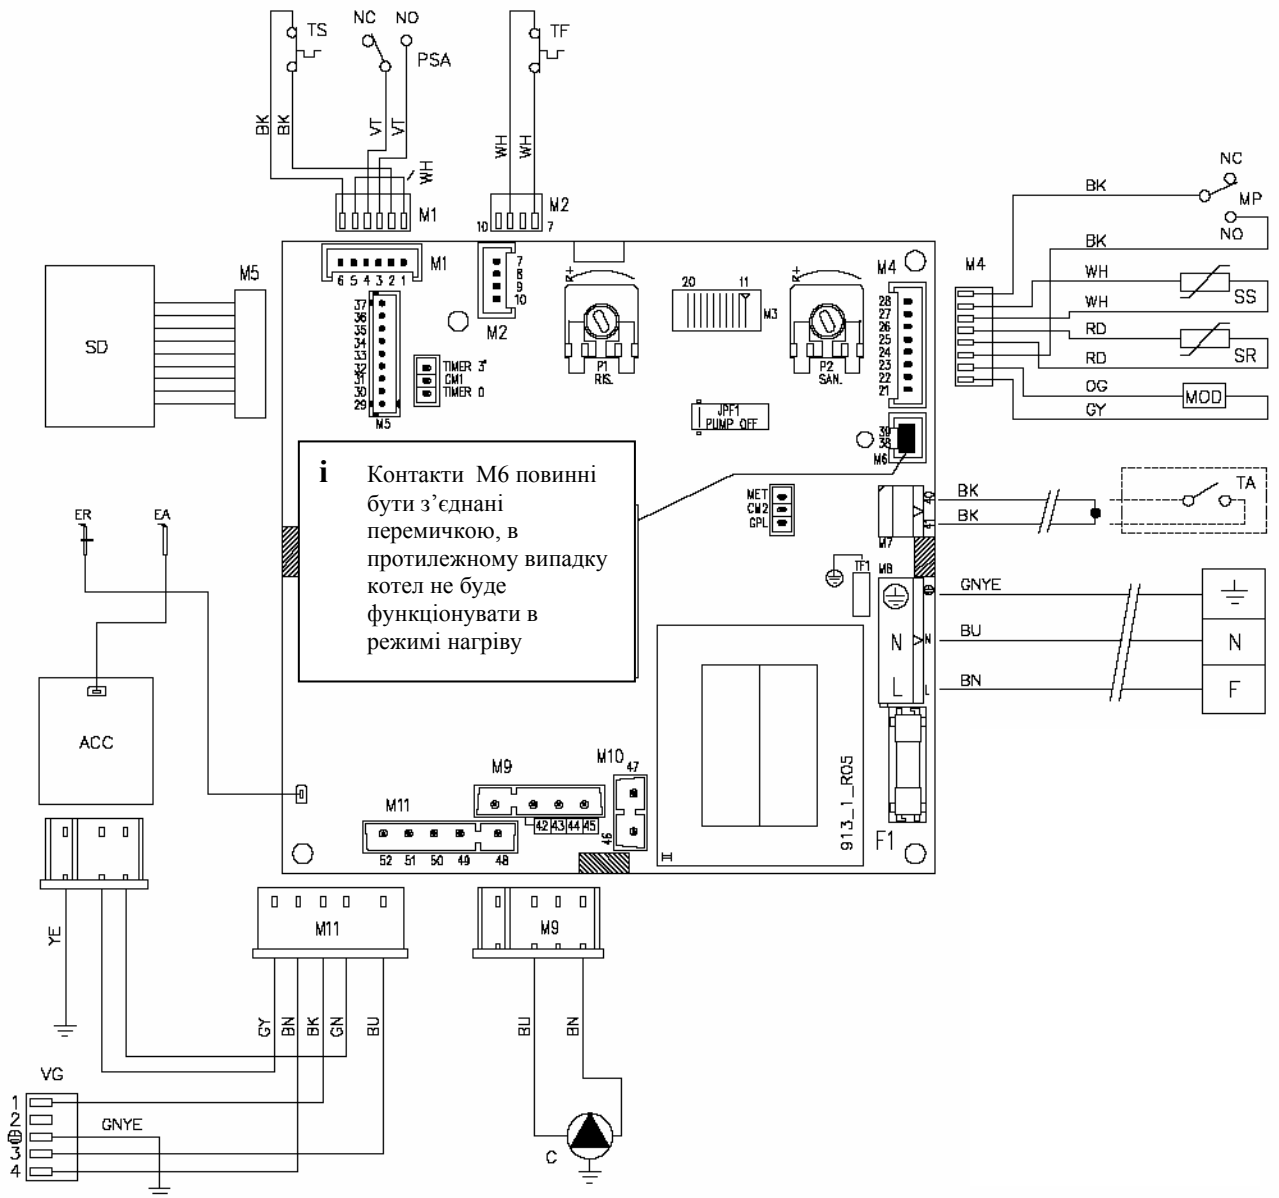 NC NO
TS
PSA
TF
BK BK VT VT WH
WH WH
M1
10 M2 7
NC
BK
MP
BK
NO
M4
WH
SS
WH
RD
SR
RD
OG
MOD
GY
M5
SD
M1
6 5 4 3 2 1
7
8
9
10
M2
37
36
35
34
33
32
31
30
29
M5
TIMER 3'
CM1
TIMER 0
R+
P1
RIS.
20 11
M3
R+
P2
SAN.
M4
28
27
26
25
24
23
22
21
JPF1
PUMP OFF
39
38
M6
i Контакти М6 повинні
бути з’єднані
перемичкою, в
протилежному випадку
котел не буде
функціонувати в
режимі нагріву
MET
CM2
GPL
40
41
M7
BK
BK
TA
ER EA
TF1
M8
GNYE
N N
BU
N
L L
BN
F
ACC
913_1_R05
F1
M10
47
46
M9
42 43 44 45
M11
52 51 50 49 48
M11
M9
YE
GY BN BK GN BU
BU BN
VG
1
2
3
4
GNYE
C